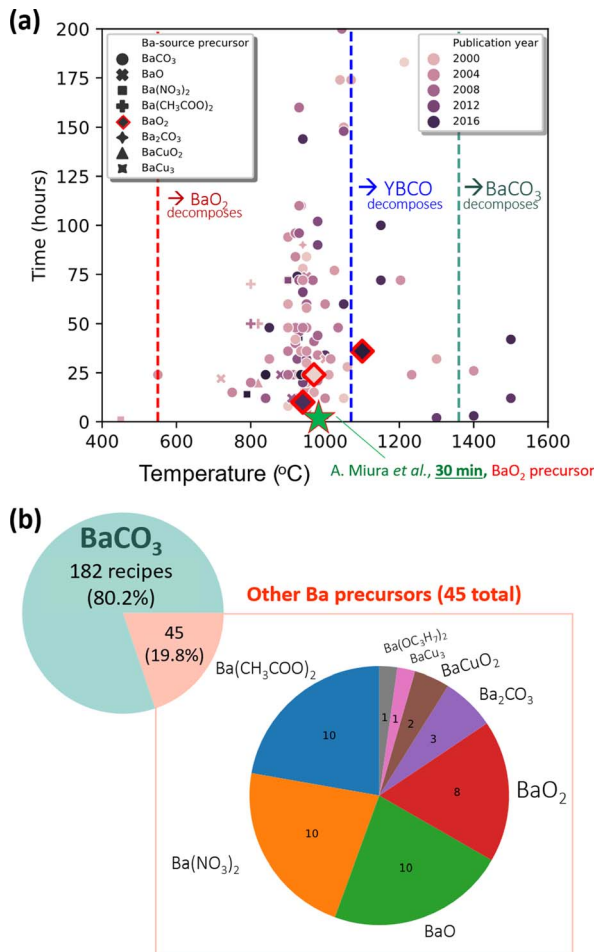 (a)
200
175
150
125
100
75
50
25
0
Time (hours)
Ba-source precursor
BaCO₃
BaO
Ba(NO₃)₂
Ba(CH₃COO)₂
BaO₂
Ba₂CO₃
BaCuO₂
BaCu₃
Publication year
2000
2004
2008
2012
2016
→ BaO₂
decomposes
→ YBCO
decomposes
→ BaCO₃
decomposes
400 600 800 1000 1200 1400 1600
Temperature (°C)
A. Miura et al., 30 min, BaO₂ precursor
(b)
BaCO₃
182 recipes
(80.2%)
45
(19.8%)
Other Ba precursors (45 total)
Ba(OC₃H₇)₂
BaCu₃
BaCuO₂
Ba₂CO₃
Ba(CH₃COO)₂
BaO₂
Ba(NO₃)₂
BaO
1
1
2
3
10
8
10
10